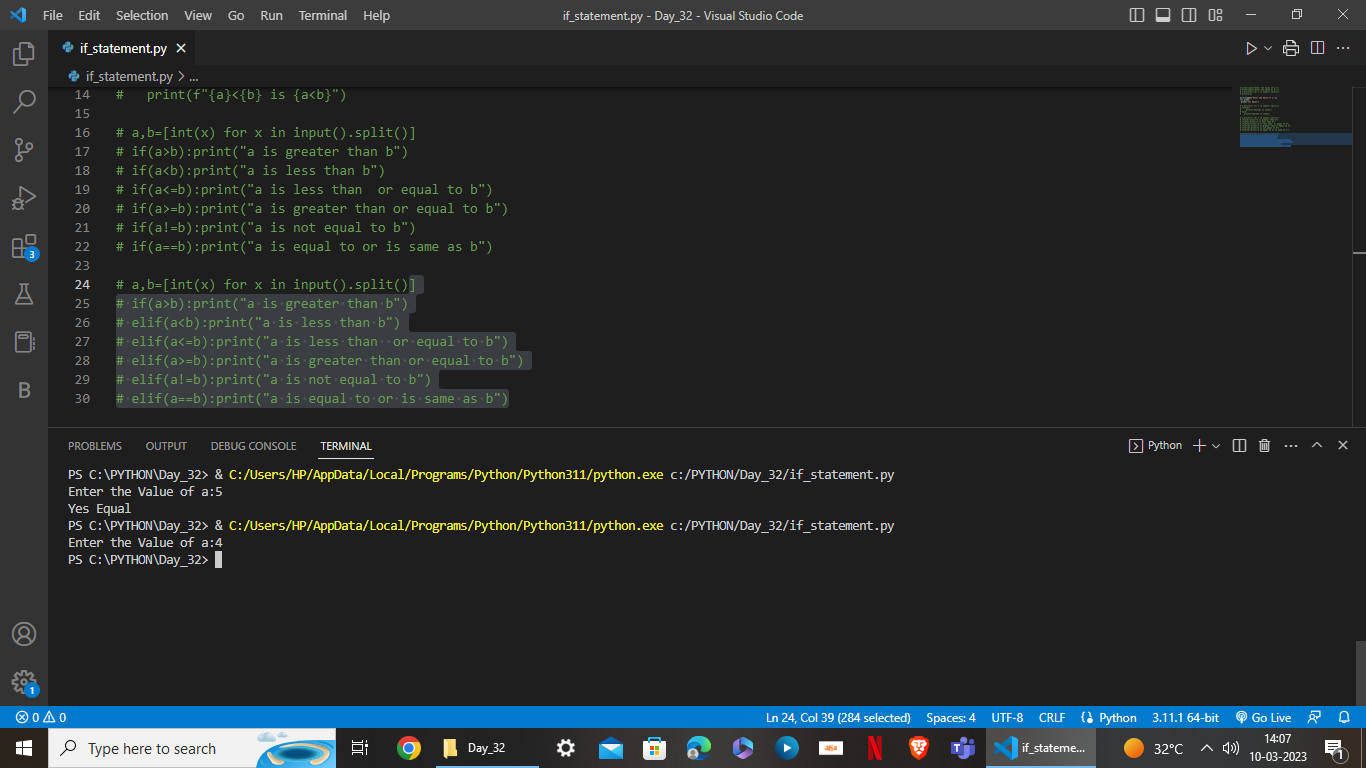 File Edit Selection View Go Run Terminal Help if_statement.py - Day_32 - Visual Studio Code
if_statement.py
if_statement.py > ...
14 #   print(f"{a}<{b} is {a<b}")
15
16 # a,b=[int(x) for x in input().split()]
17 # if(a>b):print("a is greater than b")
18 # if(a<b):print("a is less than b")
19 # if(a<=b):print("a is less than  or equal to b")
20 # if(a>=b):print("a is greater than or equal to b")
21 # if(a!=b):print("a is not equal to b")
22 # if(a==b):print("a is equal to or is same as b")
23
24 # a,b=[int(x) for x in input().split()]
25 # if(a>b):print("a is greater than b")
26 # elif(a<b):print("a is less than b")
27 # elif(a<=b):print("a is less than  or equal to b")
28 # elif(a>=b):print("a is greater than or equal to b")
29 # elif(a!=b):print("a is not equal to b")
30 # elif(a==b):print("a is equal to or is same as b")
3
B
1
PROBLEMS OUTPUT DEBUG CONSOLE TERMINAL Python
PS C:\PYTHON\Day_32> & C:/Users/HP/AppData/Local/Programs/Python/Python311/python.exe c:/PYTHON/Day_32/if_statement.py
Enter the Value of a:5
Yes Equal
PS C:\PYTHON\Day_32> & C:/Users/HP/AppData/Local/Programs/Python/Python311/python.exe c:/PYTHON/Day_32/if_statement.py
Enter the Value of a:4
PS C:\PYTHON\Day_32>
0 0 Ln 24, Col 39 (284 selected) Spaces: 4 UTF-8 CRLF Python 3.11.1 64-bit Go Live
Type here to search Day_32 N if_stateme... 32°C 14:07
10-03-2023 1